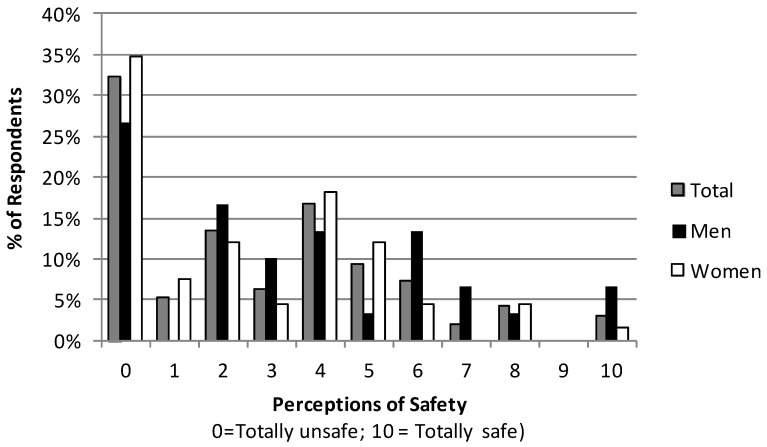 40%
35%
30%
25%
20%
15%
10%
5%
0%
% of Respondents
0 1 2 3 4 5 6 7 8 9 10
Perceptions of Safety
0=Totally unsafe; 10 = Totally safe)
Total
Men
Women